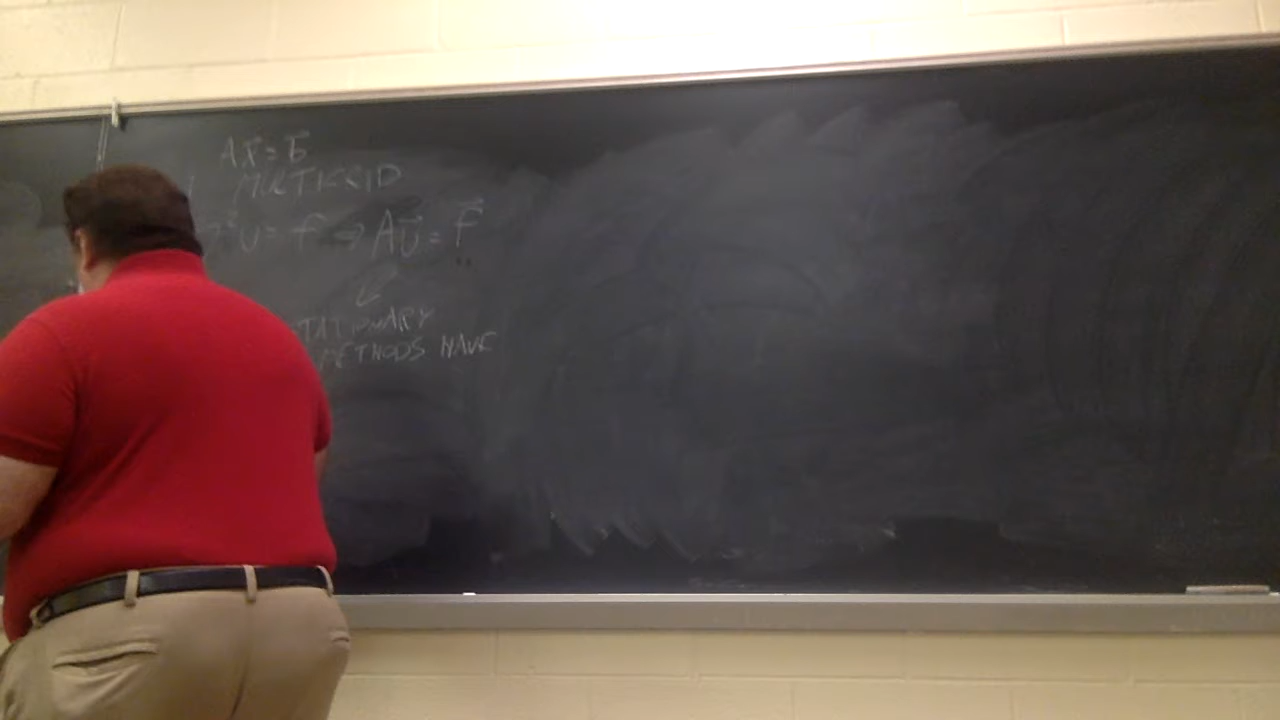 Ax⃗ = b⃗
MULTIGRID
²U = f ⇒ AU⃗ = F⃗
TATIONARY
METHODS HAVE